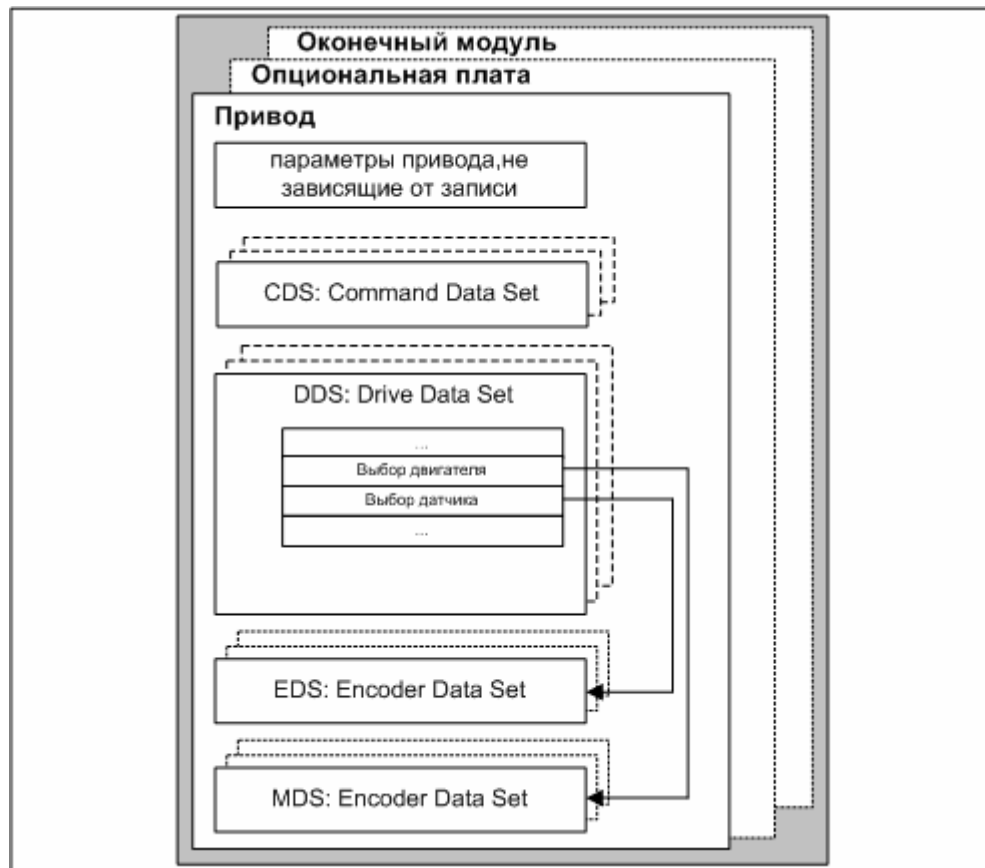 Оконечный модуль
Опциональная плата
Привод
параметры привода,не
зависящие от записи
CDS: Command Data Set
DDS: Drive Data Set
...
Выбор двигателя
Выбор датчика
...
EDS: Encoder Data Set
MDS: Encoder Data Set